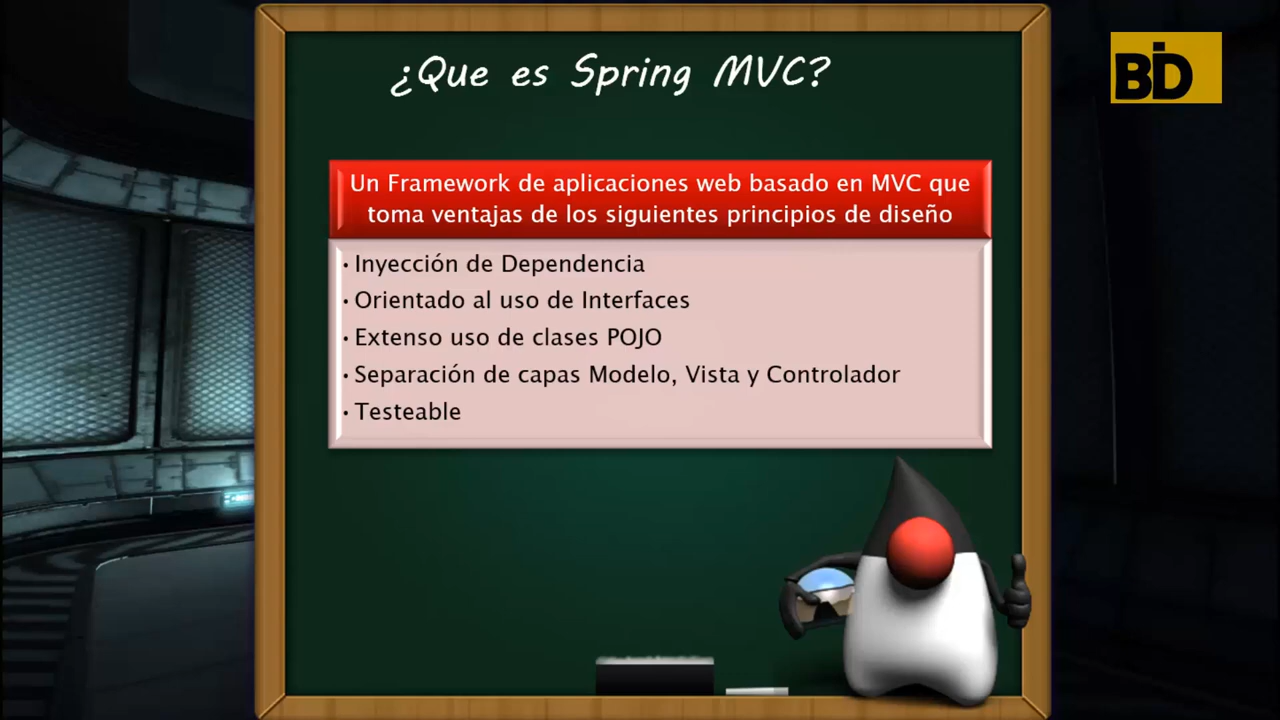 ¿Que es Spring MVC?
BID
Un Framework de aplicaciones web basado en MVC que
toma ventajas de los siguientes principios de diseño
• Inyección de Dependencia
• Orientado al uso de Interfaces
• Extenso uso de clases POJO
• Separación de capas Modelo, Vista y Controlador
• Testeable